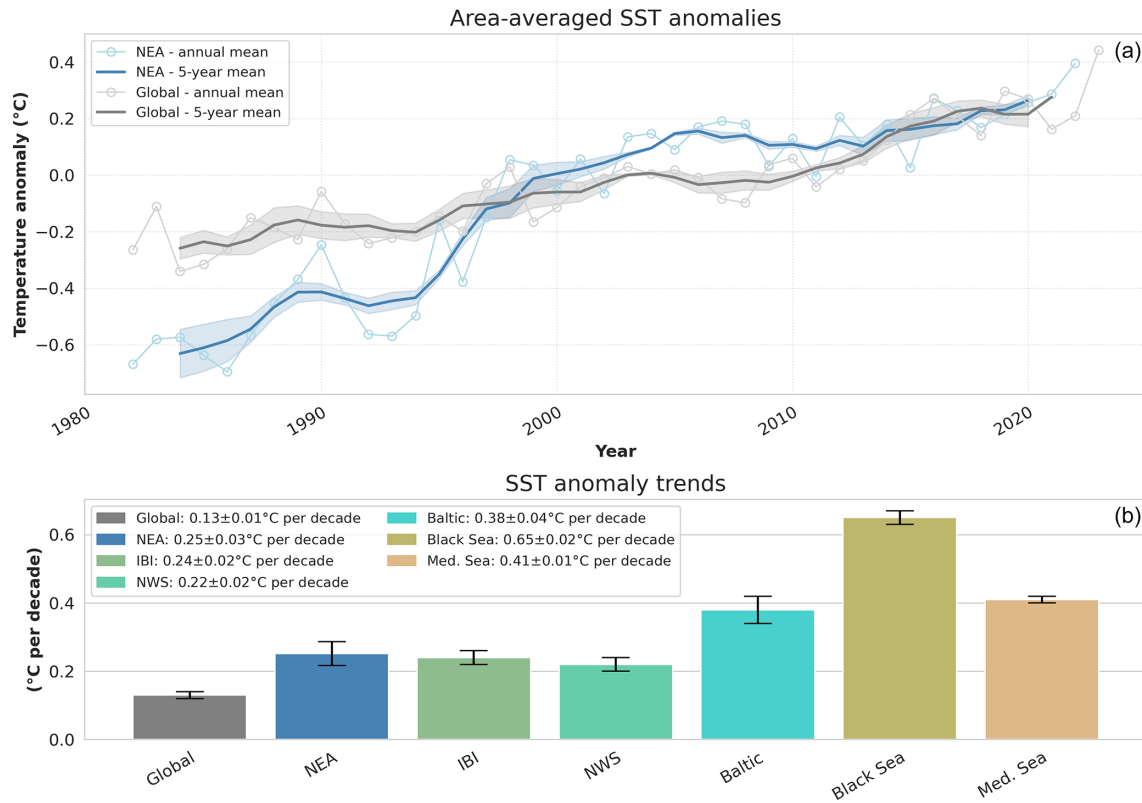 Area-averaged SST anomalies
(a)
NEA - annual mean
NEA - 5-year mean
Global - annual mean
Global - 5-year mean
Temperature anomaly (°C)
0.4
0.2
0.0
−0.2
−0.4
−0.6
1980
1990
2000
2010
2020
Year
SST anomaly trends
(b)
Global: 0.13±0.01°C per decade
NEA: 0.25±0.03°C per decade
IBI: 0.24±0.02°C per decade
NWS: 0.22±0.02°C per decade
Baltic: 0.38±0.04°C per decade
Black Sea: 0.65±0.02°C per decade
Med. Sea: 0.41±0.01°C per decade
(°C per decade)
0.6
0.4
0.2
0.0
Global
NEA
IBI
NWS
Baltic
Black Sea
Med. Sea